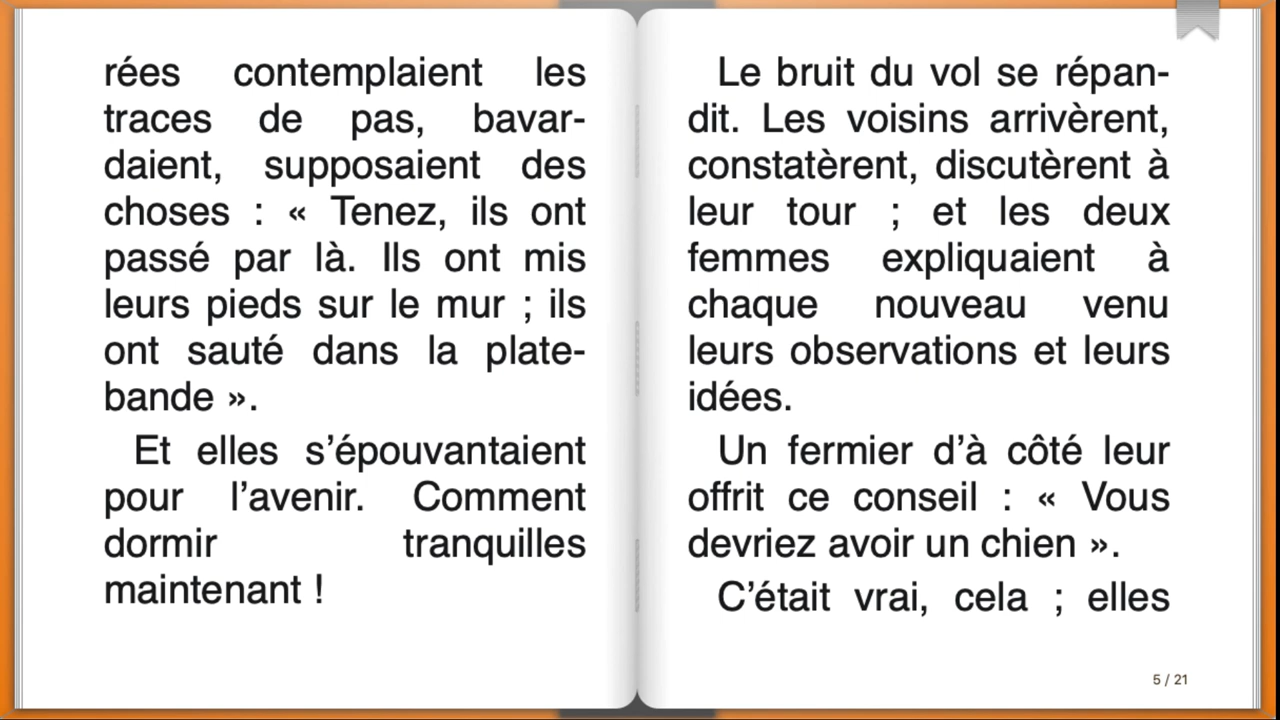 rées contemplaient les
traces de pas, bavar-
daient, supposaient des
choses : « Tenez, ils ont
passé par là. Ils ont mis
leurs pieds sur le mur ; ils
ont sauté dans la plate-
bande ».
Et elles s’épouvantaient
pour l’avenir. Comment
dormir tranquilles
maintenant !
Le bruit du vol se répan-
dit. Les voisins arrivèrent,
constatèrent, discutèrent à
leur tour ; et les deux
femmes expliquaient à
chaque nouveau venu
leurs observations et leurs
idées.
Un fermier d’à côté leur
offrit ce conseil : « Vous
devriez avoir un chien ».
C’était vrai, cela ; elles
5 / 21